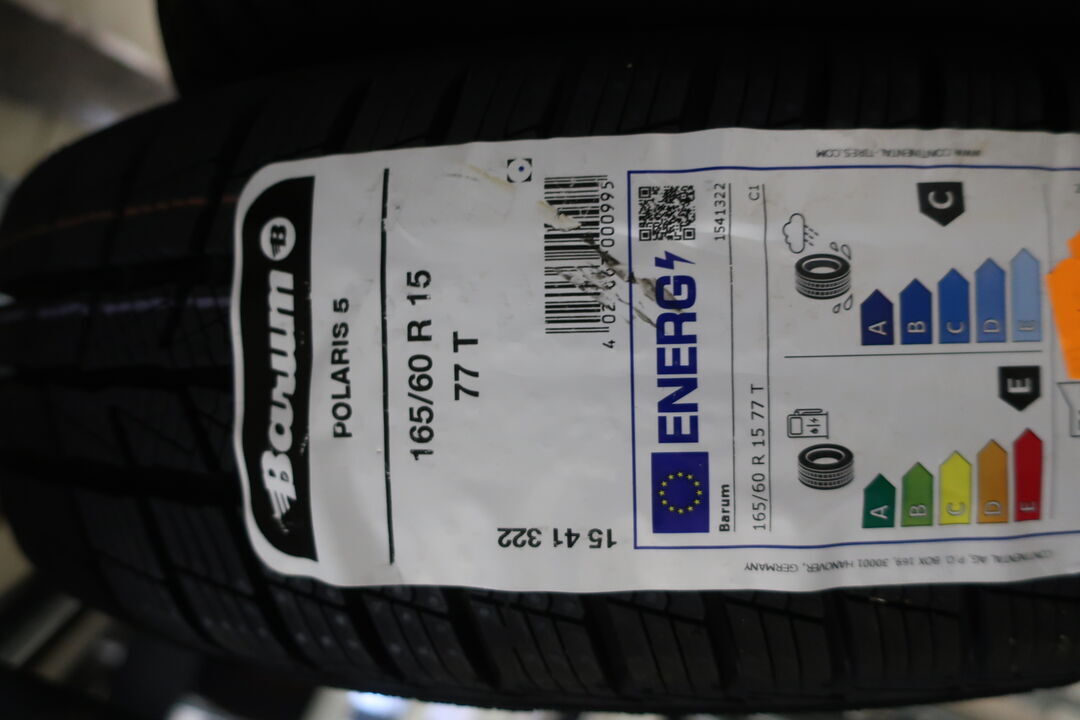 Barum
B
POLARIS 5
165/60 R 15
77 T
000995
15 41 322
ENERG
1541322
Barum
165/60 R 15 77 T
C1
E
A
B
C
D
E
C
A
B
C
D
E
WWW.CONTINENTAL-TIRES.COM
CONTINENTAL AG, P.O. BOX 169, 30001 HANOVER, GERMANY